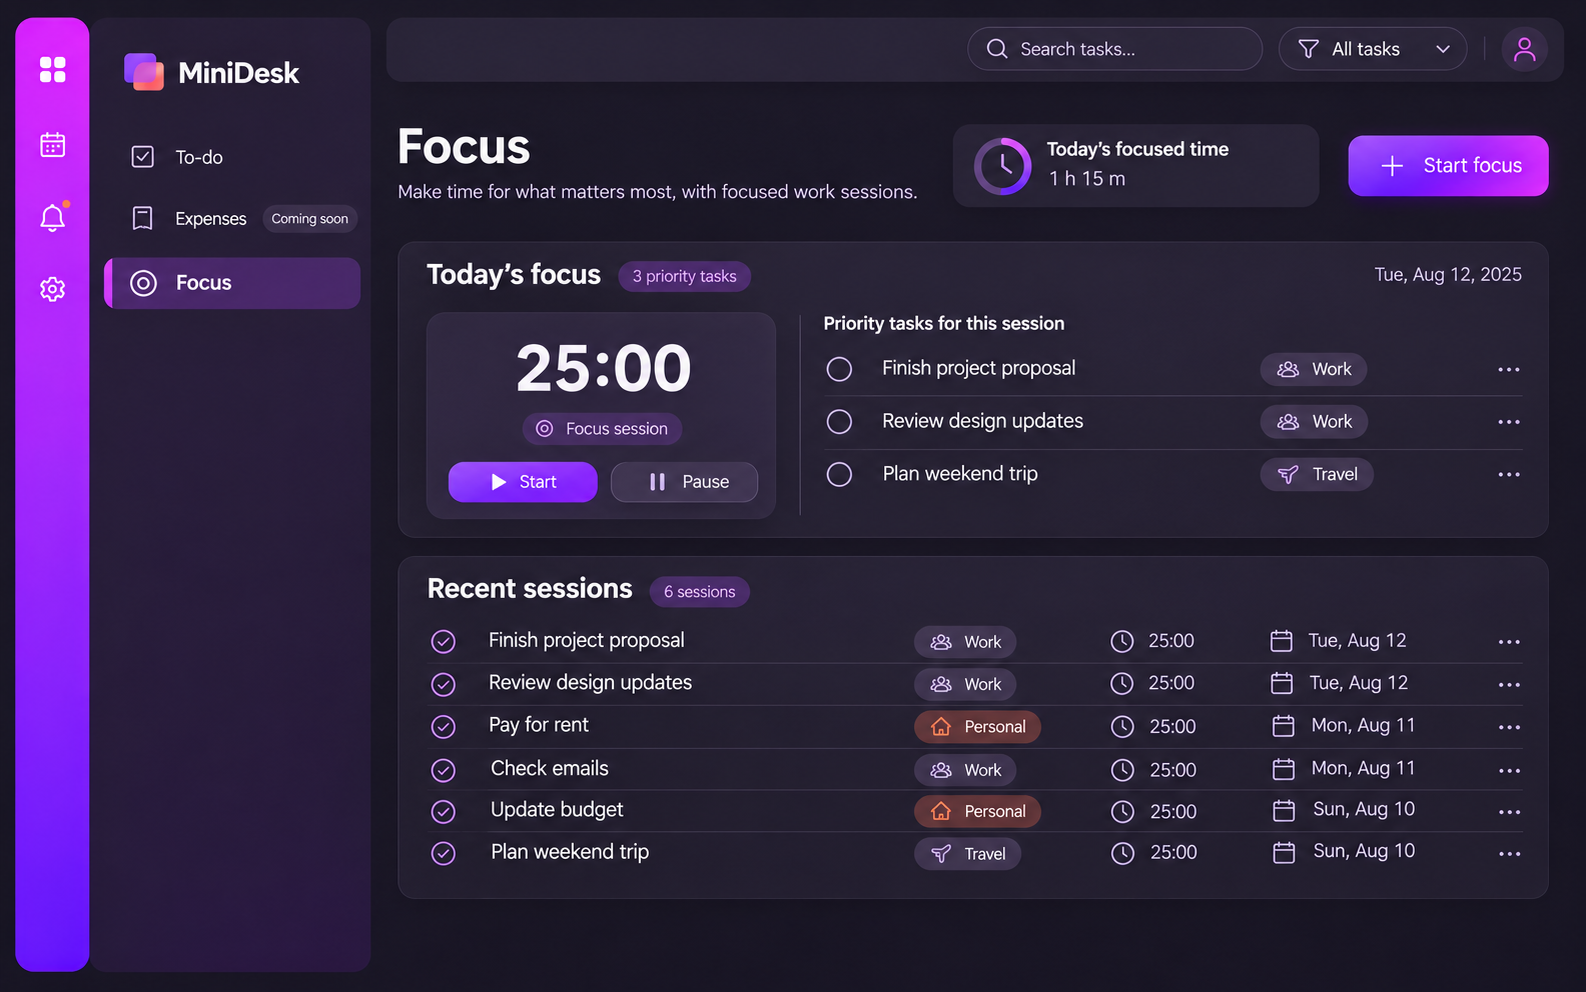 MiniDesk
To-do
Expenses Coming soon
Focus
Search tasks...
All tasks
Focus
Make time for what matters most, with focused work sessions.
Today's focused time
1 h 15 m
Start focus
Today's focus 3 priority tasks
Tue, Aug 12, 2025
25:00
Focus session
Start Pause
Priority tasks for this session
Finish project proposal Work
Review design updates Work
Plan weekend trip Travel
Recent sessions 6 sessions
Finish project proposal Work 25:00 Tue, Aug 12
Review design updates Work 25:00 Tue, Aug 12
Pay for rent Personal 25:00 Mon, Aug 11
Check emails Work 25:00 Mon, Aug 11
Update budget Personal 25:00 Sun, Aug 10
Plan weekend trip Travel 25:00 Sun, Aug 10